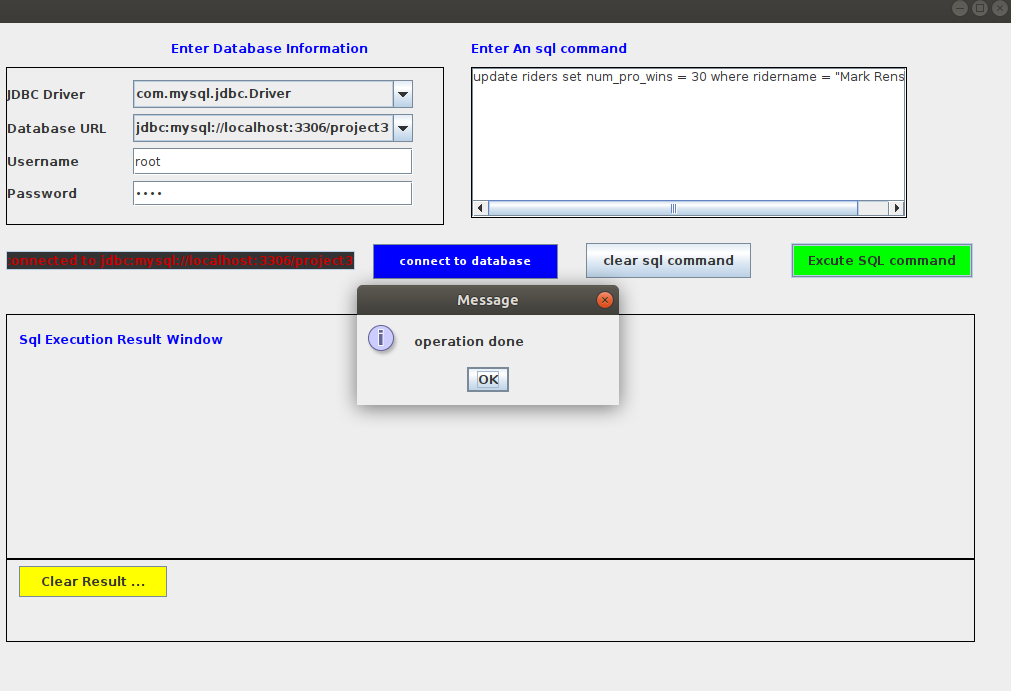 Enter Database Information
Enter An sql command
JDBC Driver
com.mysql.jdbc.Driver
Database URL
jdbc:mysql://localhost:3306/project3
Username
root
Password
••••
update riders set num_pro_wins = 30 where ridername = "Mark Rens
onnected to jdbc:mysql://localhost:3306/project3
connect to database
clear sql command
Excute SQL command
Message
operation done
OK
Sql Execution Result Window
Clear Result ...